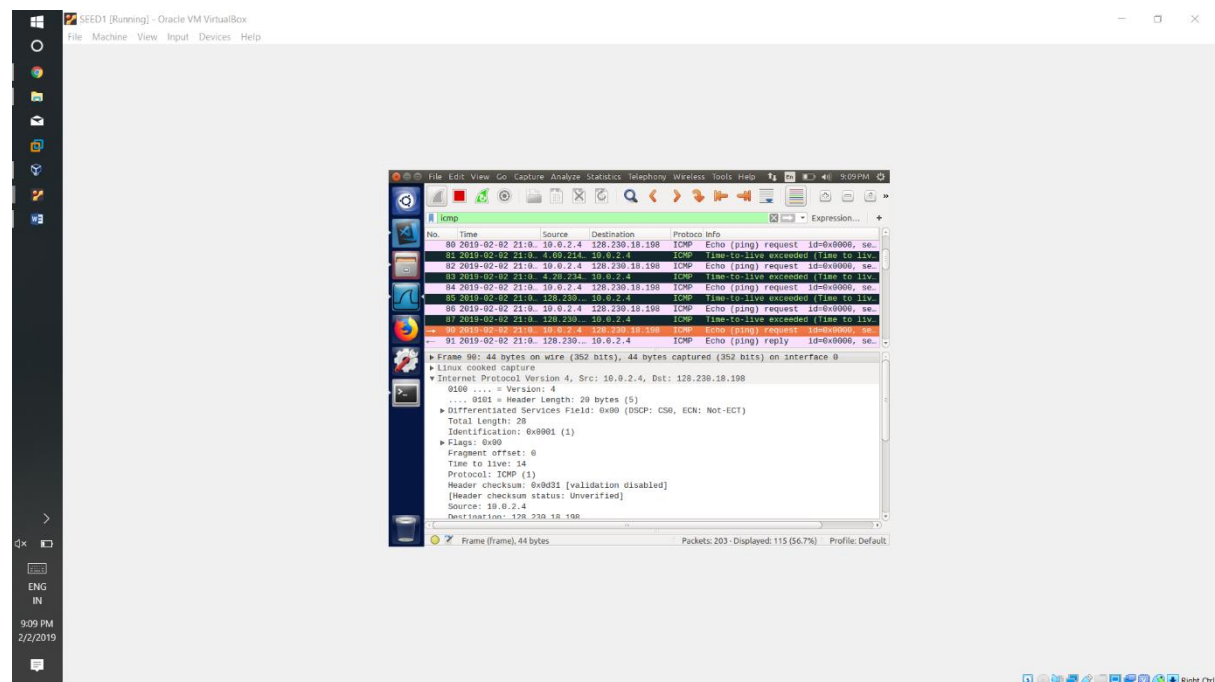 SEED1 [Running] - Oracle VM VirtualBox
File Machine View Input Devices Help
File Edit View Go Capture Analyze Statistics Telephony Wireless Tools Help En 9:09PM
icmp Expression... +
No. Time Source Destination Protoco Info
80 2019-02-02 21:0… 10.0.2.4 128.230.18.198 ICMP Echo (ping) request id=0x0000, se…
81 2019-02-02 21:0… 4.69.214… 10.0.2.4 ICMP Time-to-live exceeded (Time to liv…
82 2019-02-02 21:0… 10.0.2.4 128.230.18.198 ICMP Echo (ping) request id=0x0000, se…
83 2019-02-02 21:0… 4.28.234… 10.0.2.4 ICMP Time-to-live exceeded (Time to liv…
84 2019-02-02 21:0… 10.0.2.4 128.230.18.198 ICMP Echo (ping) request id=0x0000, se…
85 2019-02-02 21:0… 128.230… 10.0.2.4 ICMP Time-to-live exceeded (Time to liv…
86 2019-02-02 21:0… 10.0.2.4 128.230.18.198 ICMP Echo (ping) request id=0x0000, se…
87 2019-02-02 21:0… 128.230… 10.0.2.4 ICMP Time-to-live exceeded (Time to liv…
90 2019-02-02 21:0… 10.0.2.4 128.230.18.198 ICMP Echo (ping) request id=0x0000, se…
91 2019-02-02 21:0… 128.230… 10.0.2.4 ICMP Echo (ping) reply id=0x0000, se…
Frame 90: 44 bytes on wire (352 bits), 44 bytes captured (352 bits) on interface 0
Linux cooked capture
Internet Protocol Version 4, Src: 10.0.2.4, Dst: 128.230.18.198
0100 .... = Version: 4
.... 0101 = Header Length: 20 bytes (5)
Differentiated Services Field: 0x00 (DSCP: CS0, ECN: Not-ECT)
Total Length: 28
Identification: 0x0001 (1)
Flags: 0x00
Fragment offset: 0
Time to live: 14
Protocol: ICMP (1)
Header checksum: 0x0d31 [validation disabled]
[Header checksum status: Unverified]
Source: 10.0.2.4
Destination: 128.230.18.198
Frame (frame), 44 bytes Packets: 203 · Displayed: 115 (56.7%) Profile: Default
ENG
IN
9:09 PM
2/2/2019
Right Ctrl